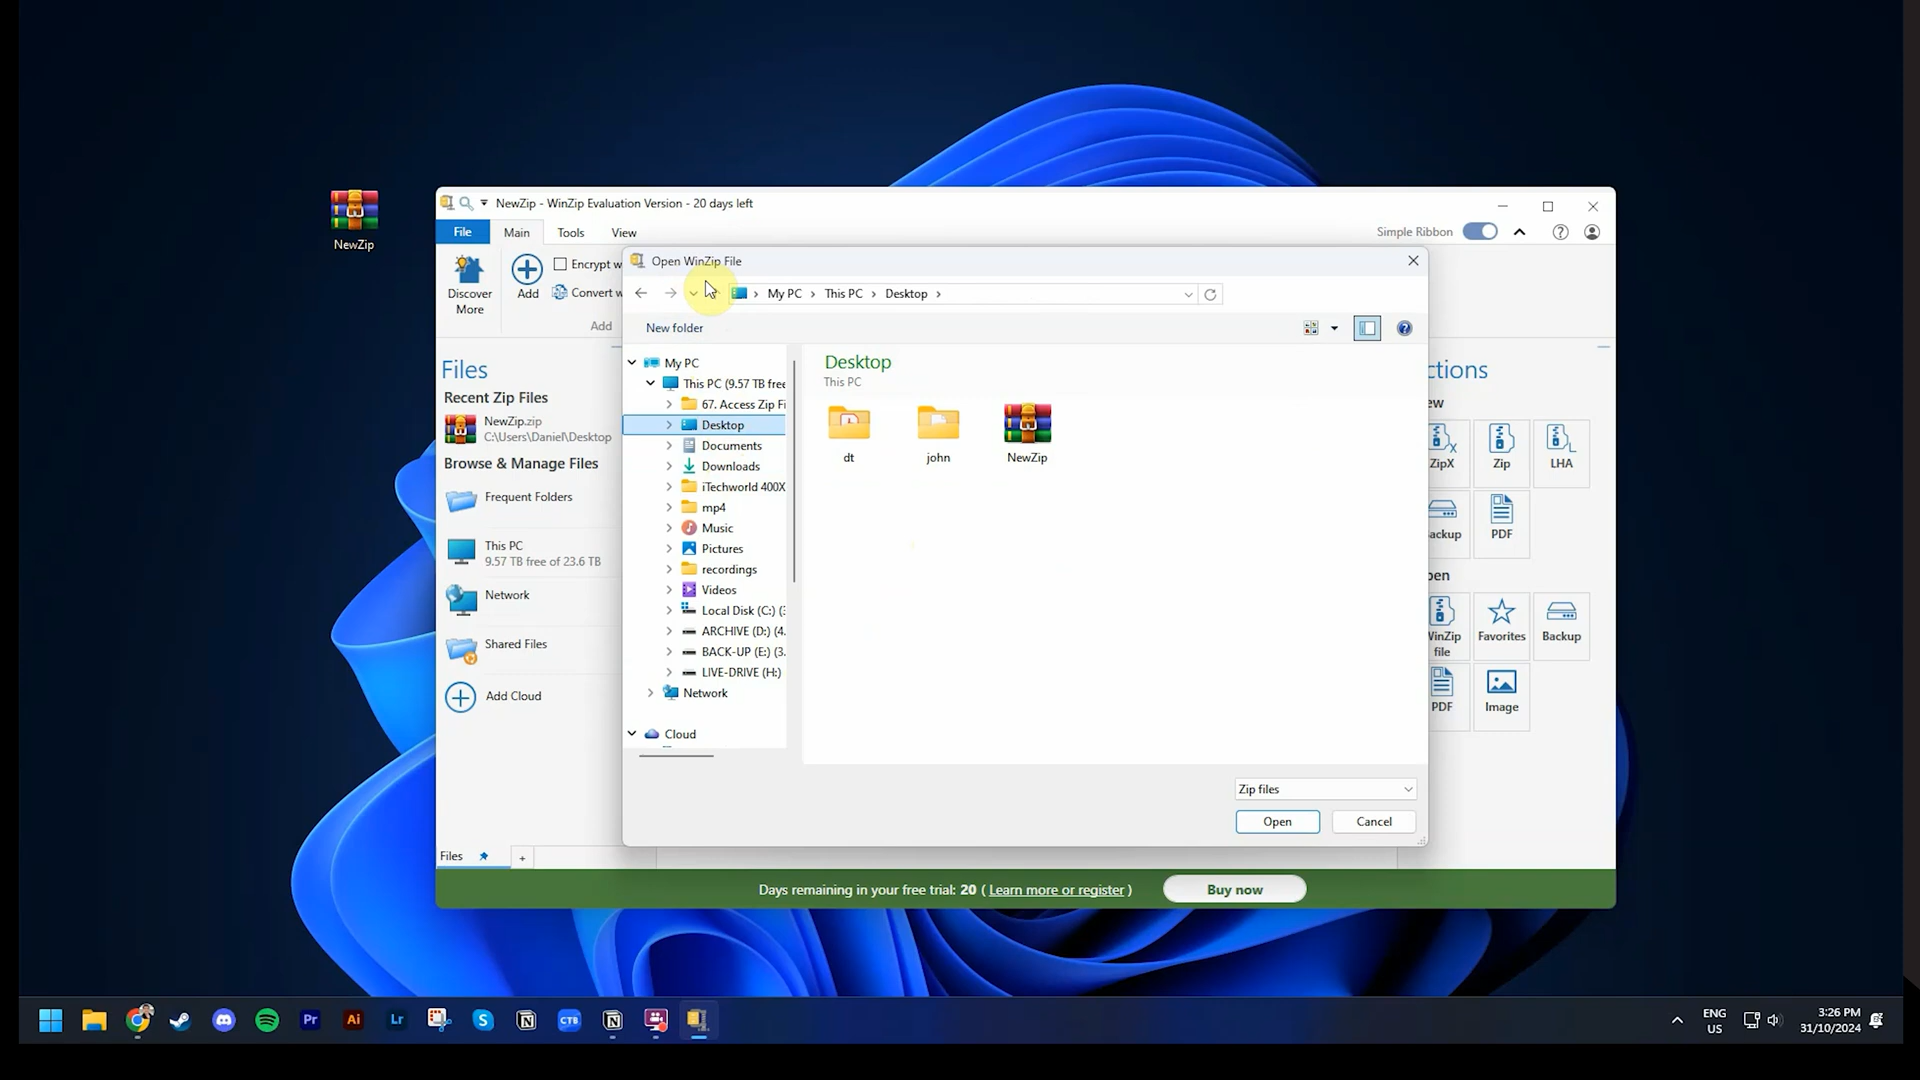 NewZip
NewZip - WinZip Evaluation Version - 20 days left
File
Main
Tools
View
Simple Ribbon
Discover
More
Add
Encrypt w
Convert w
Add
Files
Recent Zip Files
NewZip.zip
C:\Users\Daniel\Desktop
Browse & Manage Files
Frequent Folders
This PC
9.57 TB free of 23.6 TB
Network
Shared Files
Add Cloud
Files
Open WinZip File
My PC
This PC
Desktop
New folder
My PC
This PC (9.57 TB free
67. Access Zip Fi
Desktop
Documents
Downloads
iTechworld 400X
mp4
Music
Pictures
recordings
Videos
Local Disk (C:) (
ARCHIVE (D:) (4.
BACK-UP (E:) (3.
LIVE-DRIVE (H:)
Network
Cloud
Desktop
This PC
dt
john
NewZip
Zip files
Open
Cancel
ctions
ew
ZipX
Zip
LHA
ackup
PDF
pen
WinZip
file
Favorites
Backup
PDF
Image
Days remaining in your free trial: 20 ( Learn more or register )
Buy now
Pr
Ai
Lr
CTB
ENG
US
3:26 PM
31/10/2024